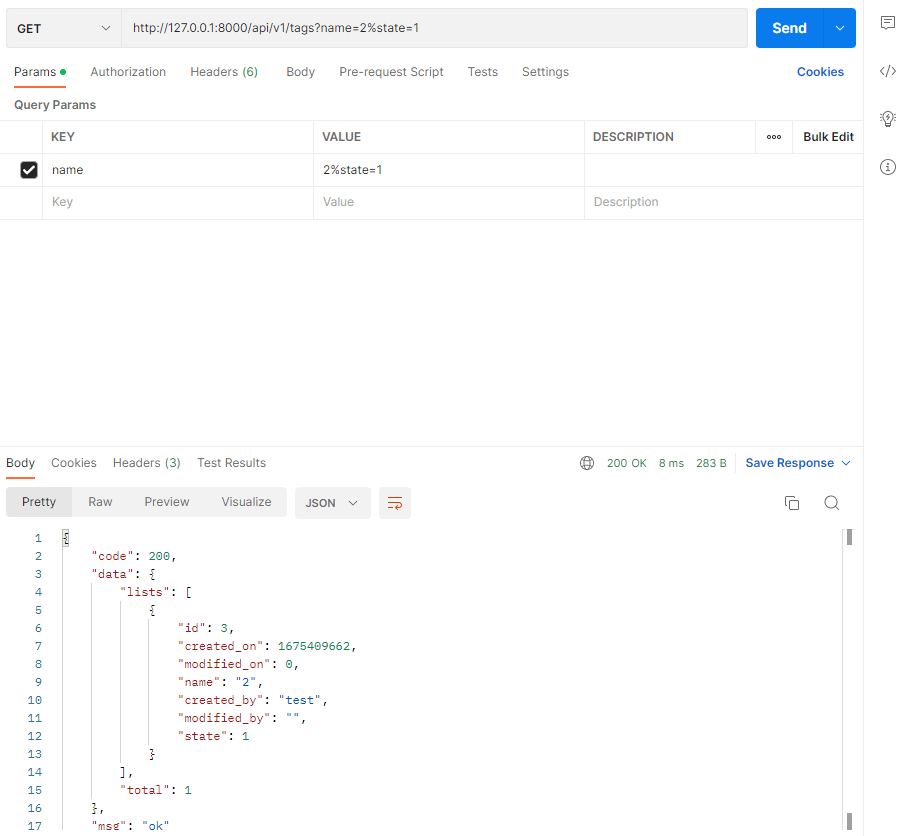 GET http://127.0.0.1:8000/api/v1/tags?name=2%state=1 Send
Params Authorization Headers (6) Body Pre-request Script Tests Settings Cookies
Query Params
KEY VALUE DESCRIPTION ooo Bulk Edit
name 2%state=1
Key Value Description
Body Cookies Headers (3) Test Results 200 OK 8 ms 283 B Save Response
Pretty Raw Preview Visualize JSON
1 {
2 "code": 200,
3 "data": {
4 "lists": [
5 {
6 "id": 3,
7 "created_on": 1675409662,
8 "modified_on": 0,
9 "name": "2",
10 "created_by": "test",
11 "modified_by": "",
12 "state": 1
13 }
14 ],
15 "total": 1
16 },
17 "msg": "ok"